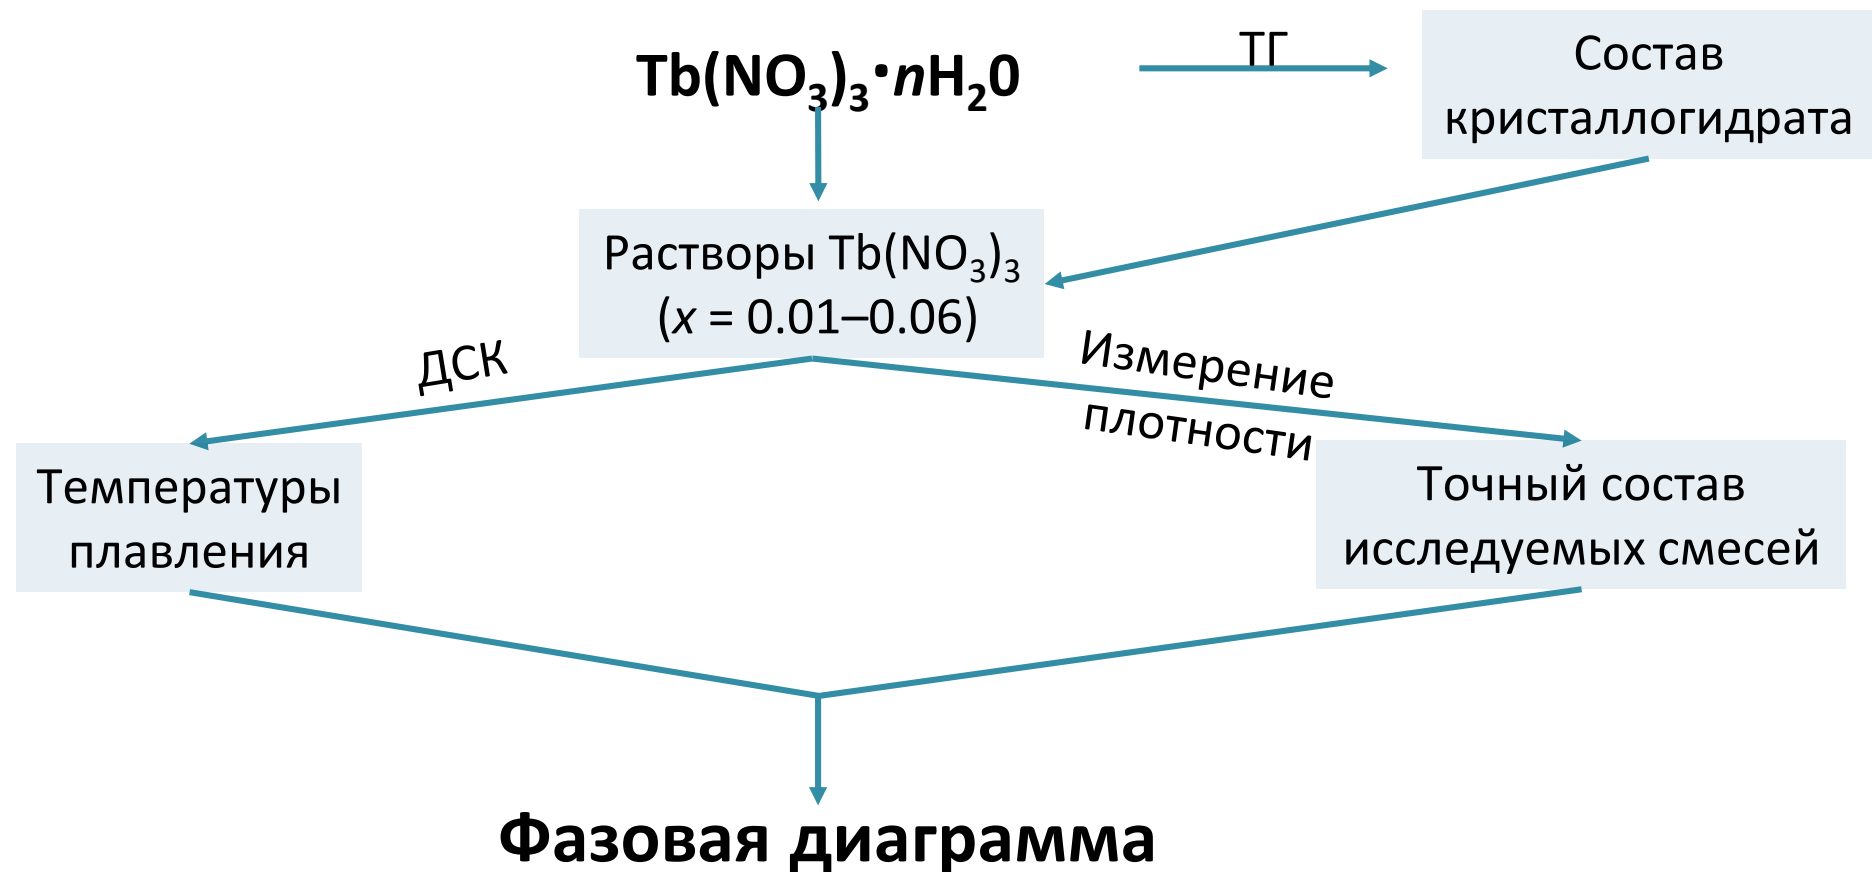 Tb(NO₃)₃·nH₂0
ТГ
Состав
кристаллогидрата
Растворы Tb(NO₃)₃
(x = 0.01–0.06)
ДСК
Измерение
плотности
Температуры
плавления
Точный состав
исследуемых смесей
Фазовая диаграмма